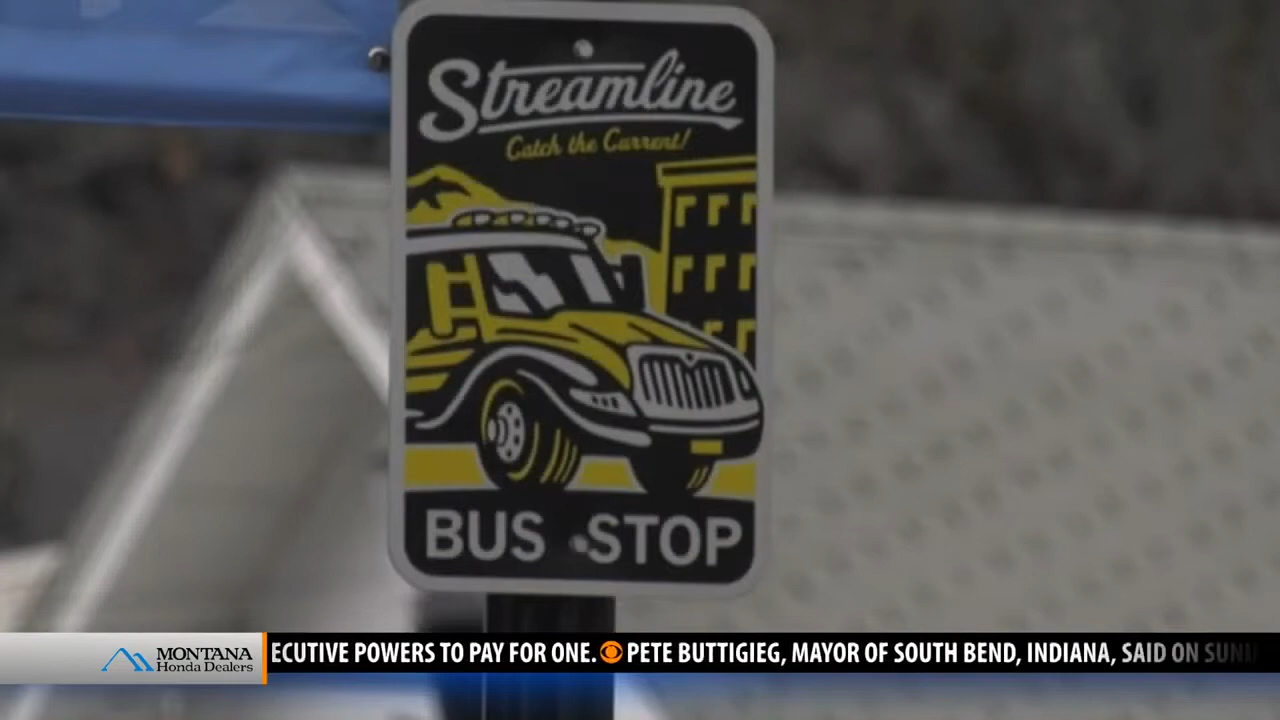 Streamline
Catch the Current!
BUS STOP
MONTANA
Honda Dealers
ECUTIVE POWERS TO PAY FOR ONE. PETE BUTTIGIEG, MAYOR OF SOUTH BEND, INDIANA, SAID ON SUN